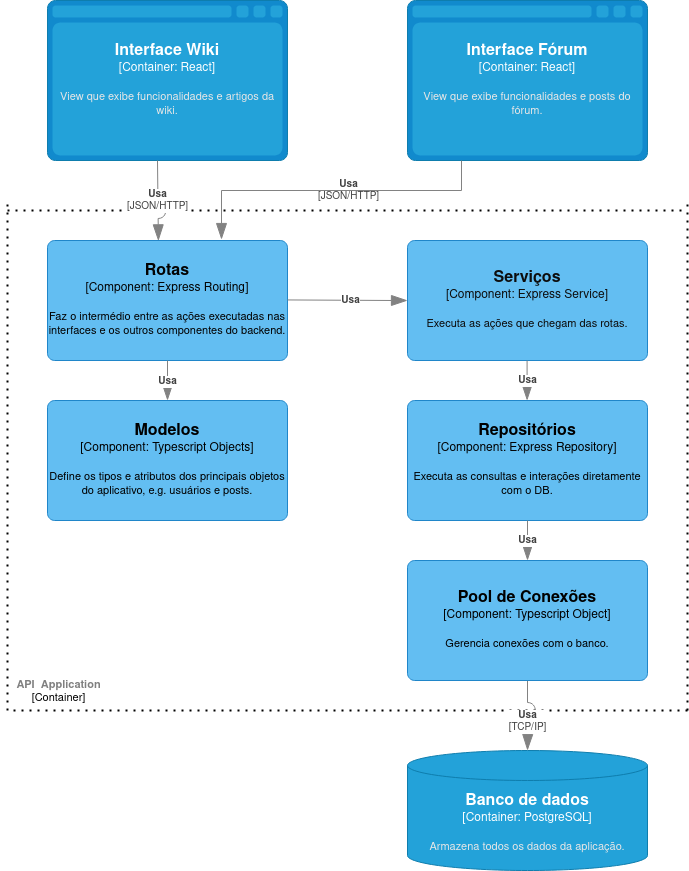 Interface Wiki
[Container: React]
View que exibe funcionalidades e artigos da
wiki.
Interface Fórum
[Container: React]
View que exibe funcionalidades e posts do
fórum.
Usa
[JSON/HTTP]
Usa
[JSON/HTTP]
Rotas
[Component: Express Routing]
Faz o intermédio entre as ações executadas nas
interfaces e os outros componentes do backend.
Usa
Serviços
[Component: Express Service]
Executa as ações que chegam das rotas.
Usa
Usa
Modelos
[Component: Typescript Objects]
Define os tipos e atributos dos principais objetos
do aplicativo, e.g. usuários e posts.
Repositórios
[Component: Express Repository]
Executa as consultas e interações diretamente
com o DB.
Usa
Pool de Conexões
[Component: Typescript Object]
Gerencia conexões com o banco.
API Application
[Container]
Usa
[TCP/IP]
Banco de dados
[Container: PostgreSQL]
Armazena todos os dados da aplicação.